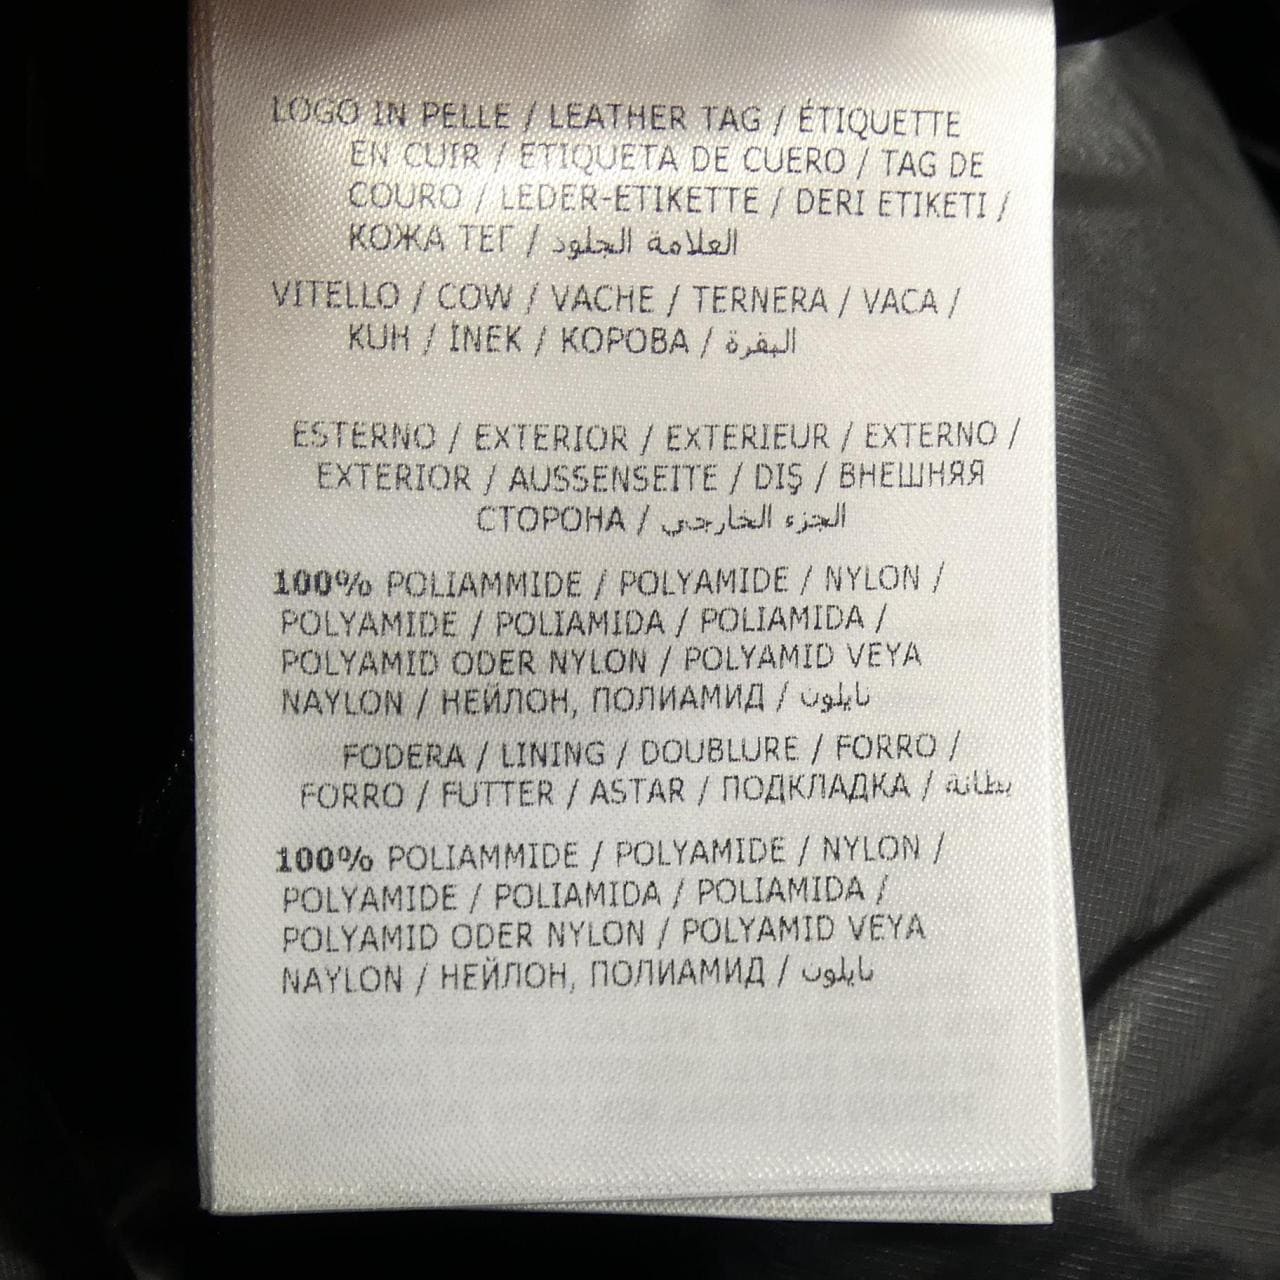 LOGO IN PELLE / LEATHER TAG / ÉTIQUETTE
EN CUIR / ETIQUETA DE CUERO / TAG DE
COURO / LEDER-ETIKETTE / DERI ETIKETI /
КОЖА ТЕГ / العلامة الجلود
VITELLO / COW / VACHE / TERNERA / VACA /
KUH / İNEK / КОРОВА / البقرة
ESTERNO / EXTERIOR / EXTERIEUR / EXTERNO /
EXTERIOR / AUSSENSEITE / DIŞ / ВНЕШНЯЯ
СТОРОНА / الجزء الخارجي
100% POLIAMMIDE / POLYAMIDE / NYLON /
POLYAMIDE / POLIAMIDA / POLIAMIDA /
POLYAMID ODER NYLON / POLYAMID VEYA
NAYLON / НЕЙЛОН, ПОЛИАМИД / نايلون
FODERA / LINING / DOUBLURE / FORRO /
FORRO / FUTTER / ASTAR / ПОДКЛАДКА / بطانة
100% POLIAMMIDE / POLYAMIDE / NYLON /
POLYAMIDE / POLIAMIDA / POLIAMIDA /
POLYAMID ODER NYLON / POLYAMID VEYA
NAYLON / НЕЙЛОН, ПОЛИАМИД / نايلون